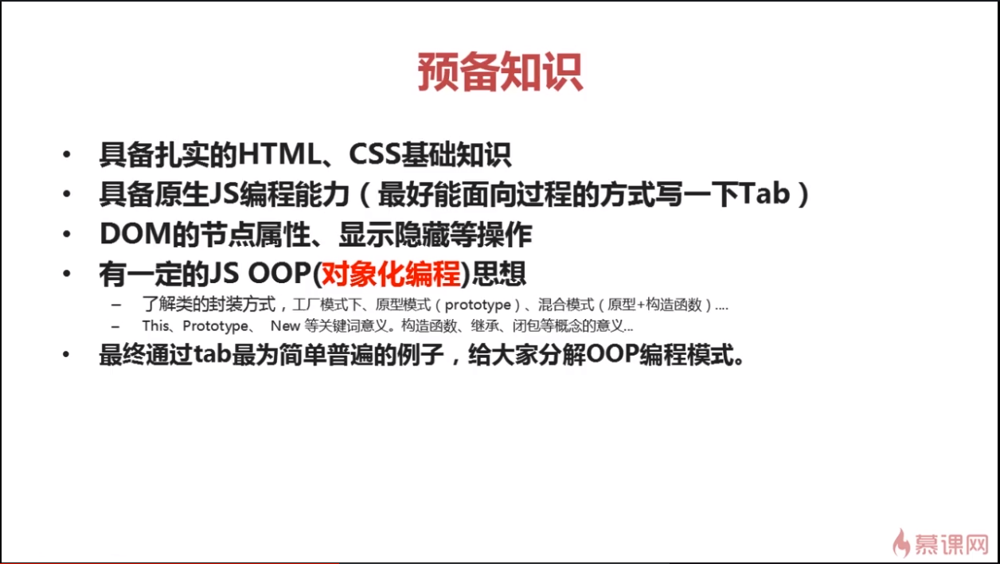 预备知识
• 具备扎实的HTML、CSS基础知识
• 具备原生JS编程能力（最好能面向过程的方式写一下Tab）
• DOM的节点属性、显示隐藏等操作
• 有一定的JS OOP(对象化编程)思想
– 了解类的封装方式，工厂模式下、原型模式（prototype）、混合模式（原型+构造函数）....
– This、Prototype、 New 等关键词意义。构造函数、继承、闭包等概念的意义...
• 最终通过tab最为简单普遍的例子，给大家分解OOP编程模式。
慕课网